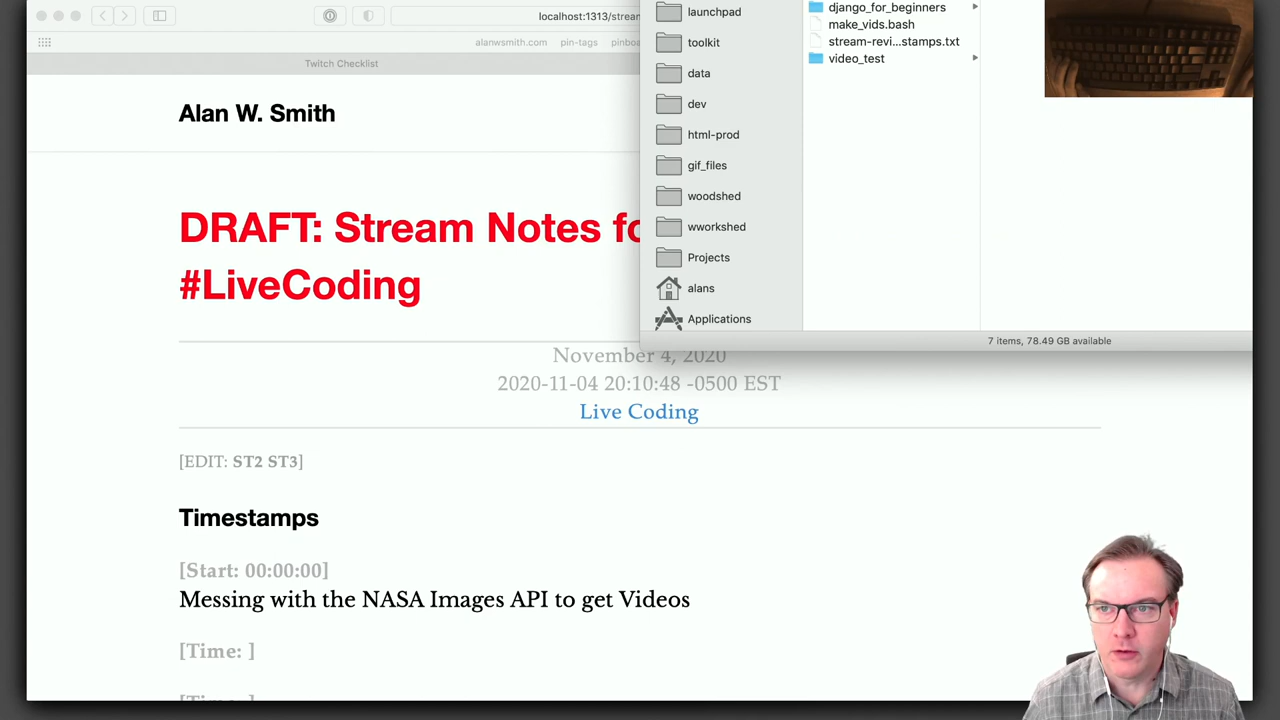 localhost:1313/stream
alanwsmith.com pin-tags pinboa
Twitch Checklist
Alan W. Smith
DRAFT: Stream Notes fo
#LiveCoding
November 4, 2020
2020-11-04 20:10:48 -0500 EST
Live Coding
[EDIT: ST2 ST3]
Timestamps
[Start: 00:00:00]
Messing with the NASA Images API to get Videos
[Time: ]
[Time: ]
launchpad
toolkit
data
dev
html-prod
gif_files
woodshed
wworkshed
Projects
alans
Applications
django_for_beginners
make_vids.bash
stream-revi...stamps.txt
video_test
7 items, 78.49 GB available